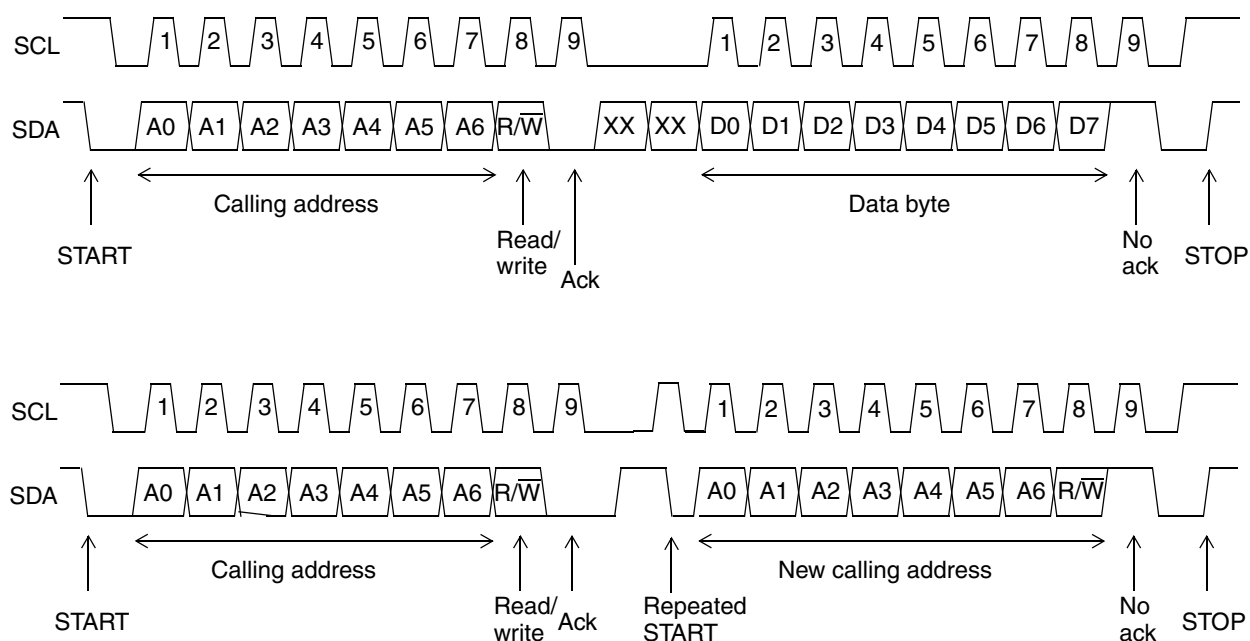 SCL 1 2 3 4 5 6 7 8 9 1 2 3 4 5 6 7 8 9
SDA A0 A1 A2 A3 A4 A5 A6 R/W̅ XX XX D0 D1 D2 D3 D4 D5 D6 D7
Calling address Data byte
START Read/ No STOP
write ack
Ack
SCL 1 2 3 4 5 6 7 8 9 1 2 3 4 5 6 7 8 9
SDA A0 A1 A2 A3 A4 A5 A6 R/W̅ A0 A1 A2 A3 A4 A5 A6 R/W̅
Calling address New calling address
START Read/ Ack Repeated No STOP
write START ack